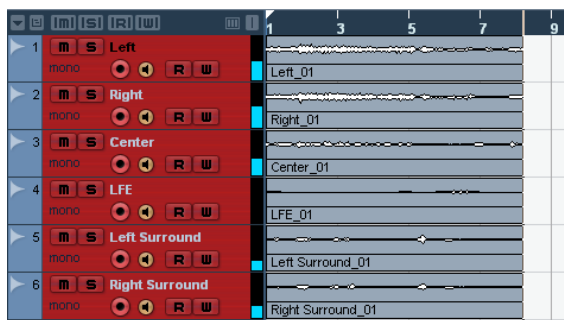 [m] [S] [R] [W] 1 3 5 7 9
1 m S Left
mono R W Left_01
2 m S Right
mono R W Right_01
3 m S Center
mono R W Center_01
4 m S LFE
mono R W LFE_01
5 m S Left Surround
mono R W Left Surround_01
6 m S Right Surround
mono R W Right Surround_01